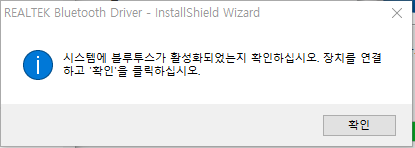 REALTEK Bluetooth Driver - InstallShield Wizard
시스템에 블루투스가 활성화되었는지 확인하십시오. 장치를 연결
하고 '확인'을 클릭하십시오.
확인